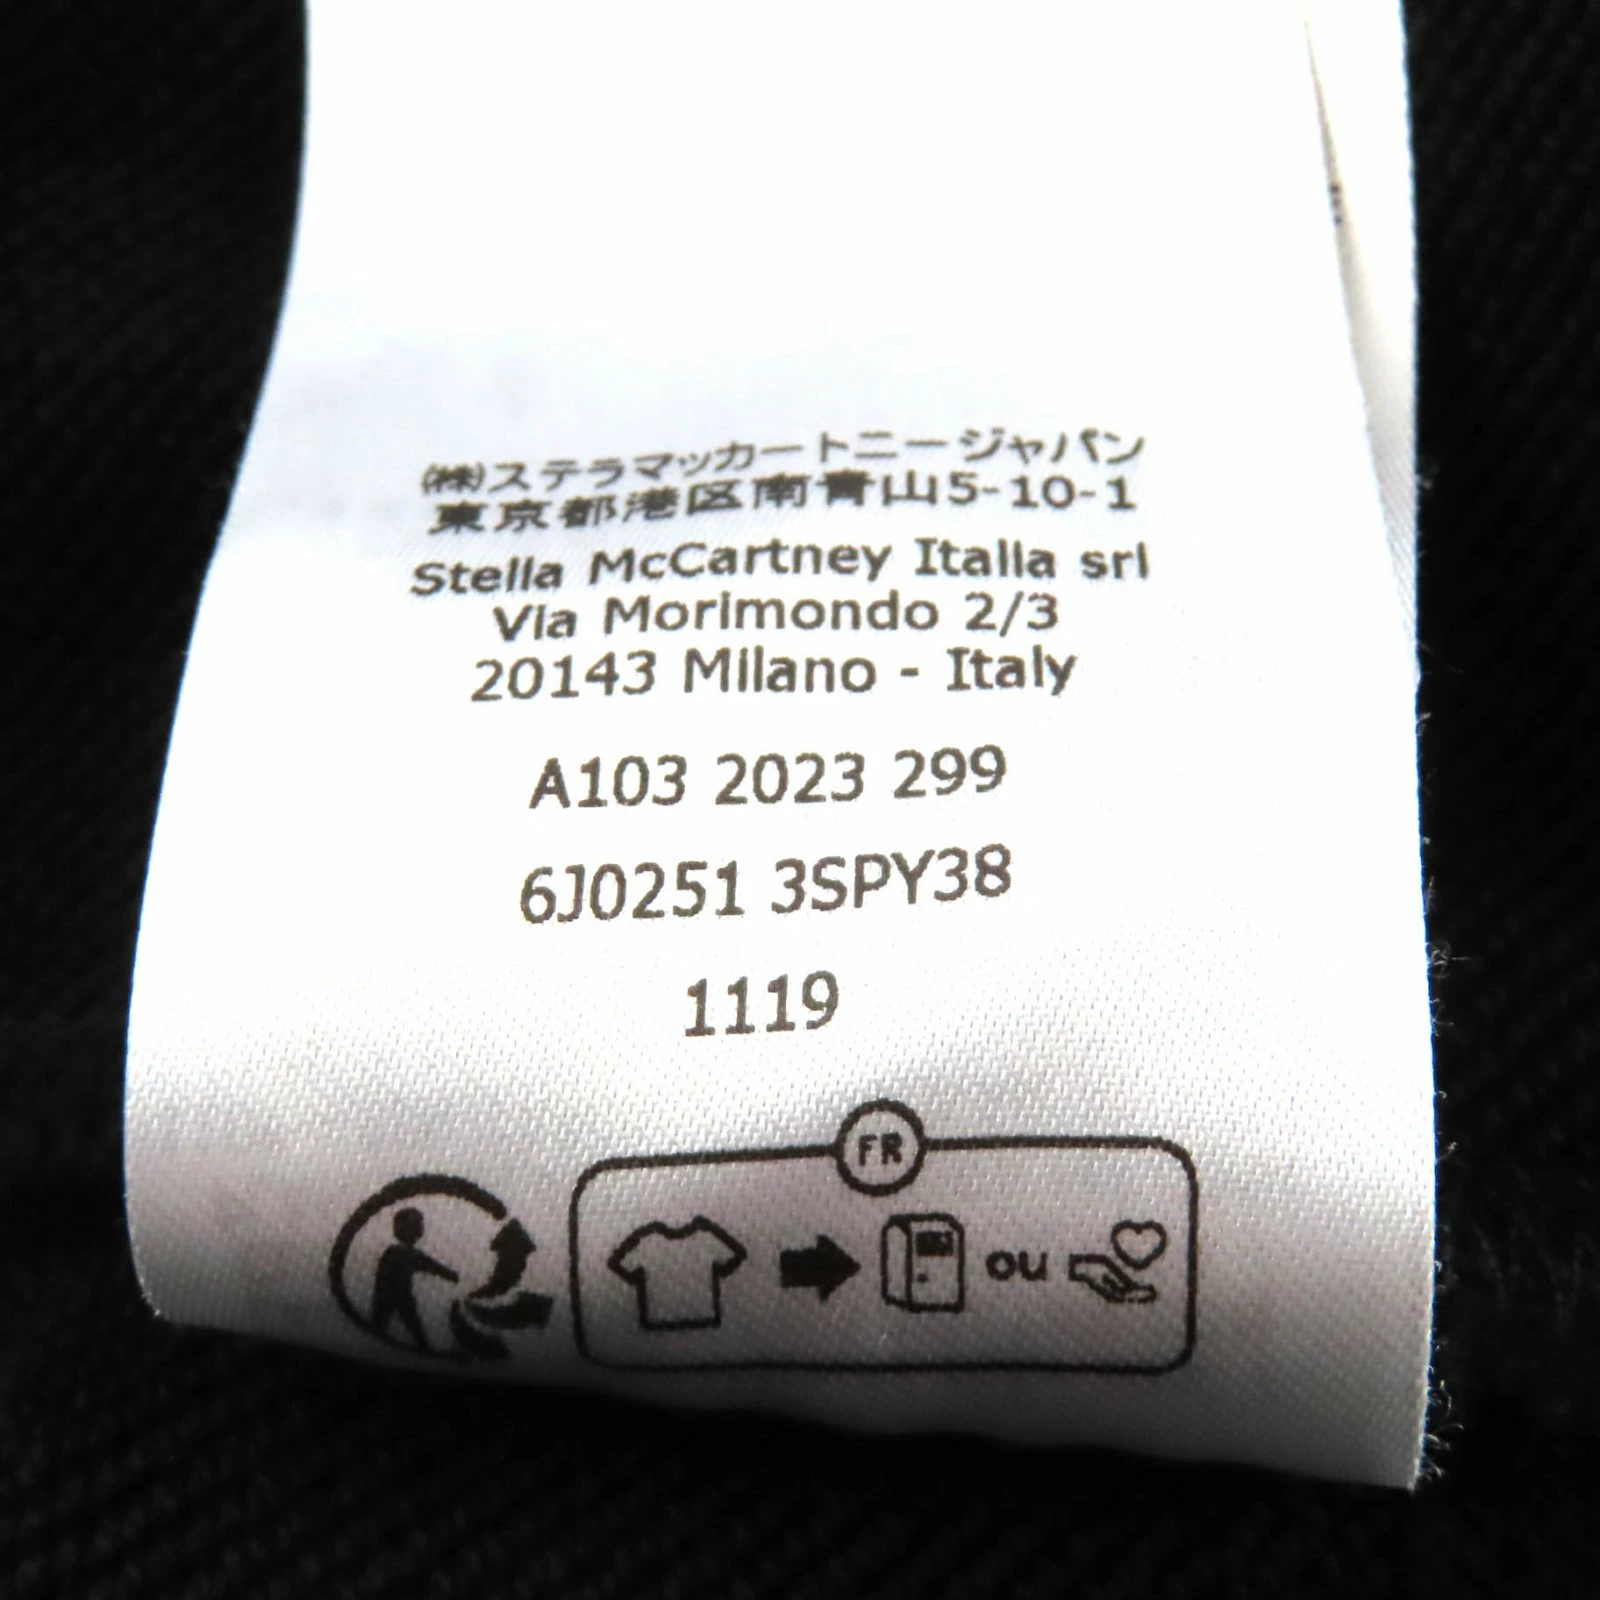 ㈱ステラマッカートニージャパン
東京都港区南青山5-10-1
Stella McCartney Italia srl
Via Morimondo 2/3
20143 Milano - Italy
A103 2023 299
6J0251 3SPY38
1119
FR
ou